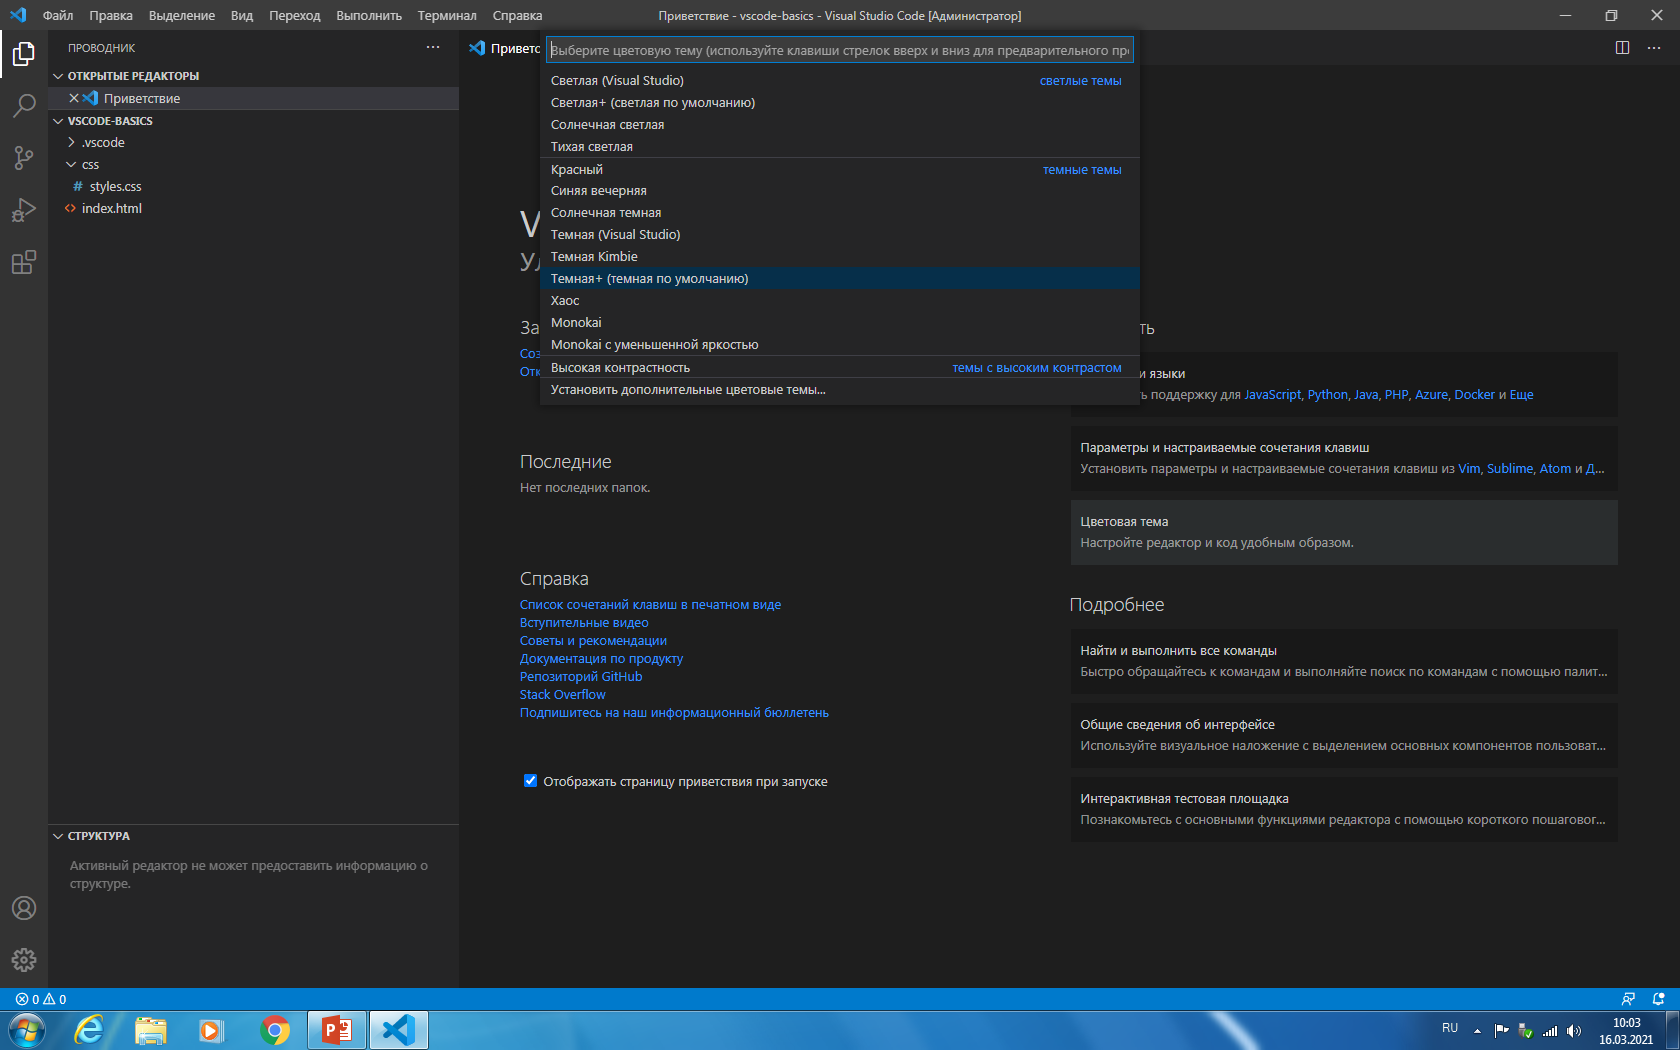 Файл Правка Выделение Вид Переход Выполнить Терминал Справка
Приветствие - vscode-basics - Visual Studio Code [Администратор]
ПРОВОДНИК
ОТКРЫТЫЕ РЕДАКТОРЫ
Приветствие
VSCODE-BASICS
.vscode
css
# styles.css
<> index.html
СТРУКТУРА
Активный редактор не может предоставить информацию о
структуре.
Выберите цветовую тему (используйте клавиши стрелок вверх и вниз для предварительного
Светлая (Visual Studio) светлые темы
Светлая+ (светлая по умолчанию)
Солнечная светлая
Тихая светлая
Красный темные темы
Синяя вечерняя
Солнечная темная
Темная (Visual Studio)
Темная Kimbie
Темная+ (темная по умолчанию)
Хаос
Monokai
Monokai с уменьшенной яркостью
Высокая контрастность темы с высоким контрастом
Установить дополнительные цветовые темы...
Последние
Нет последних папок.
Справка
Список сочетаний клавиш в печатном виде
Вступительные видео
Советы и рекомендации
Документация по продукту
Репозиторий GitHub
Stack Overflow
Подпишитесь на наш информационный бюллетень
Отображать страницу приветствия при запуске
и языки
поддержку для JavaScript, Python, Java, PHP, Azure, Docker и Еще
Параметры и настраиваемые сочетания клавиш
Установить параметры и настраиваемые сочетания клавиш из Vim, Sublime, Atom и Д...
Цветовая тема
Настройте редактор и код удобным образом.
Подробнее
Найти и выполнить все команды
Быстро обращайтесь к командам и выполняйте поиск по командам с помощью палит...
Общие сведения об интерфейсе
Используйте визуальное наложение с выделением основных компонентов пользоват...
Интерактивная тестовая площадка
Познакомьтесь с основными функциями редактора с помощью короткого пошаговог...
0 0
RU
10:03
16.03.2021